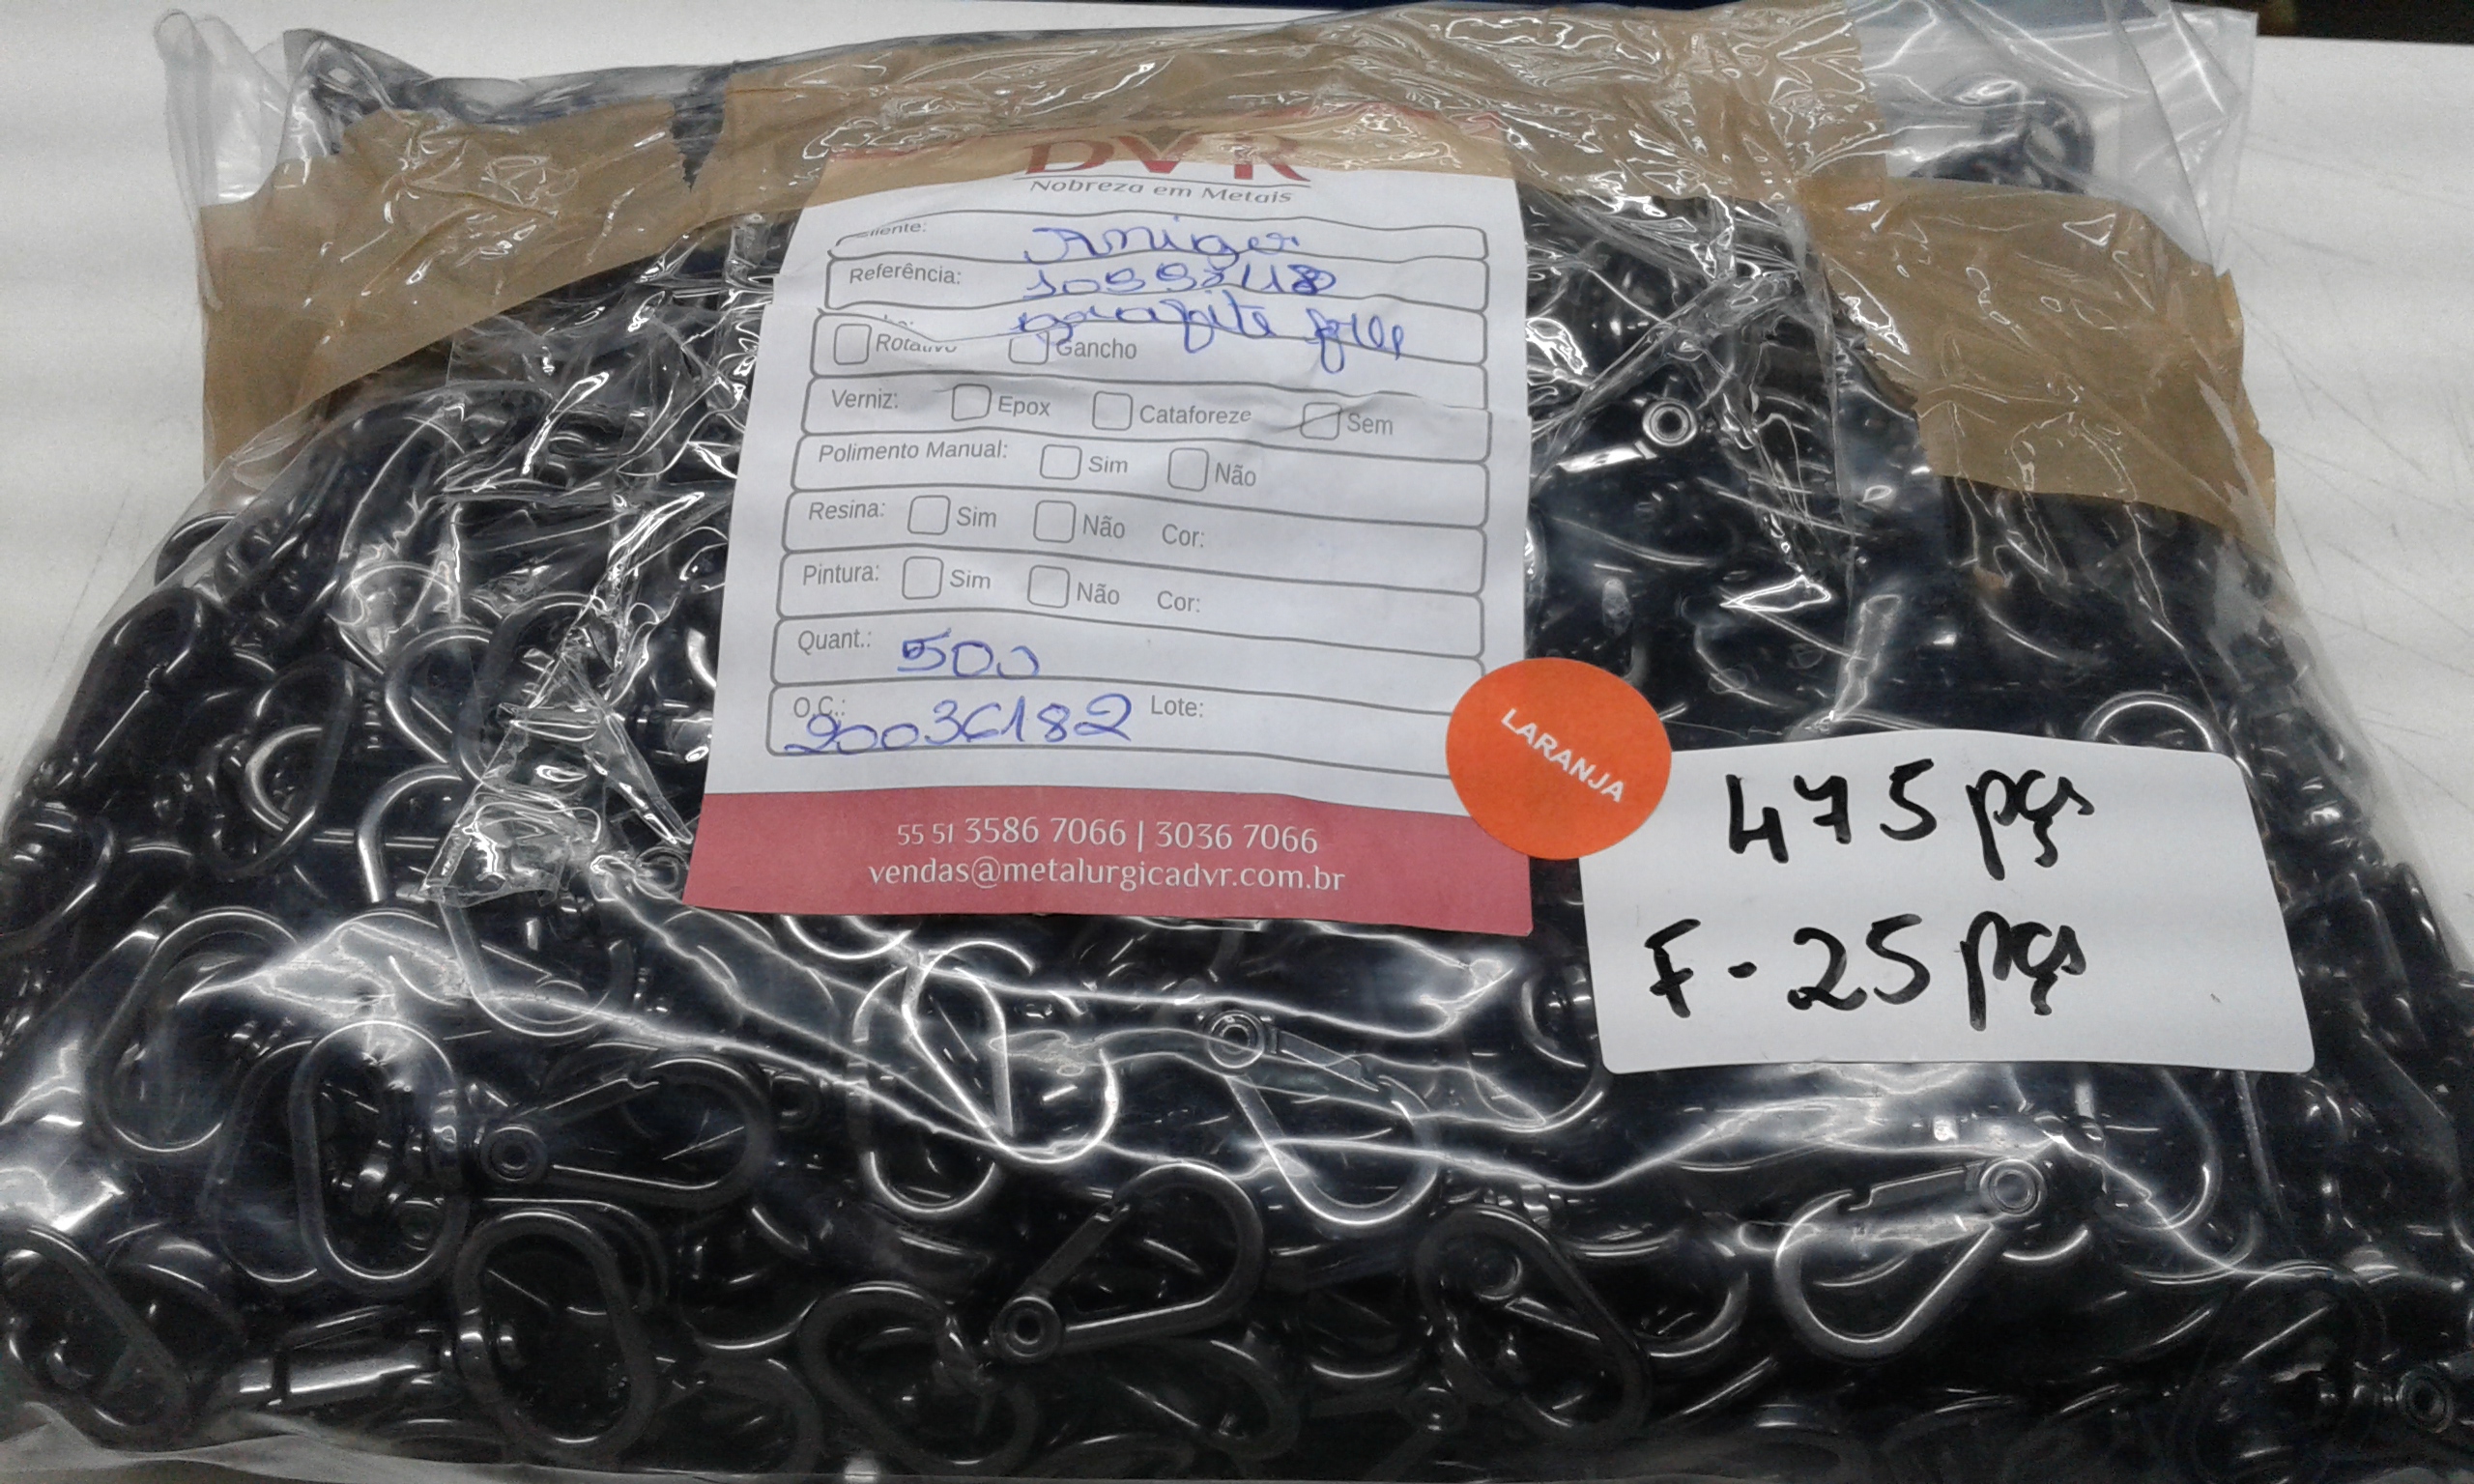 DVR
Nobreza em Metais
Cliente: Amiger
Referência:
grafite
Rotativo Gancho
Verniz: Epox Cataforeze Sem
Polimento Manual: Sim Não
Resina: Sim Não Cor:
Pintura: Sim Não Cor:
Quant.: 500
O.C.: Lote:
55 51 3586 7066 | 3036 7066
vendas@metalurgicadvr.com.br
LARANJA
475 pçs
F - 25 pçs